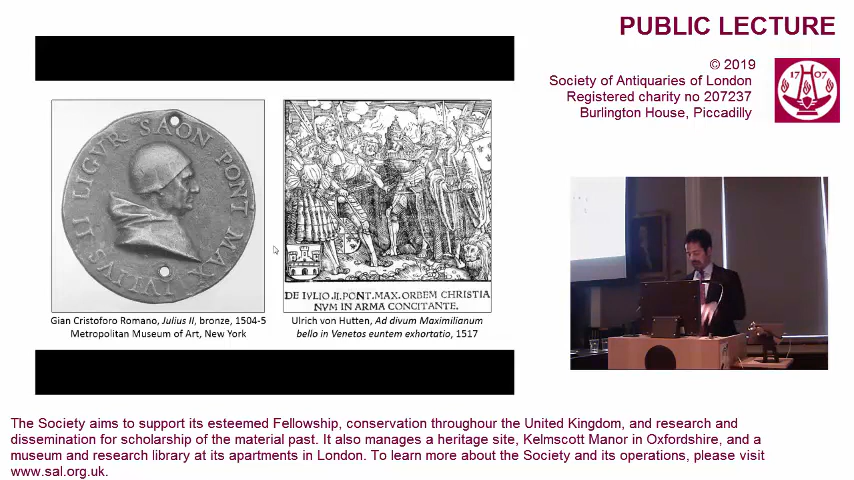 PUBLIC LECTURE
© 2019
Society of Antiquaries of London
Registered charity no 207237
Burlington House, Piccadilly
1707
IVLIVS II LIGVR SAON PONT MAX
DE IVLIO .II. PONT. MAX. ORBEM CHRISTIA
NVM IN ARMA CONCITANTE.
Gian Cristoforo Romano, Julius II, bronze, 1504-5
Metropolitan Museum of Art, New York
Ulrich von Hutten, Ad divum Maximilianum
bello in Venetos euntem exhortatio, 1517
The Society aims to support its esteemed Fellowship, conservation throughour the United Kingdom, and research and
dissemination for scholarship of the material past. It also manages a heritage site, Kelmscott Manor in Oxfordshire, and a
museum and research library at its apartments in London. To learn more about the Society and its operations, please visit
www.sal.org.uk.